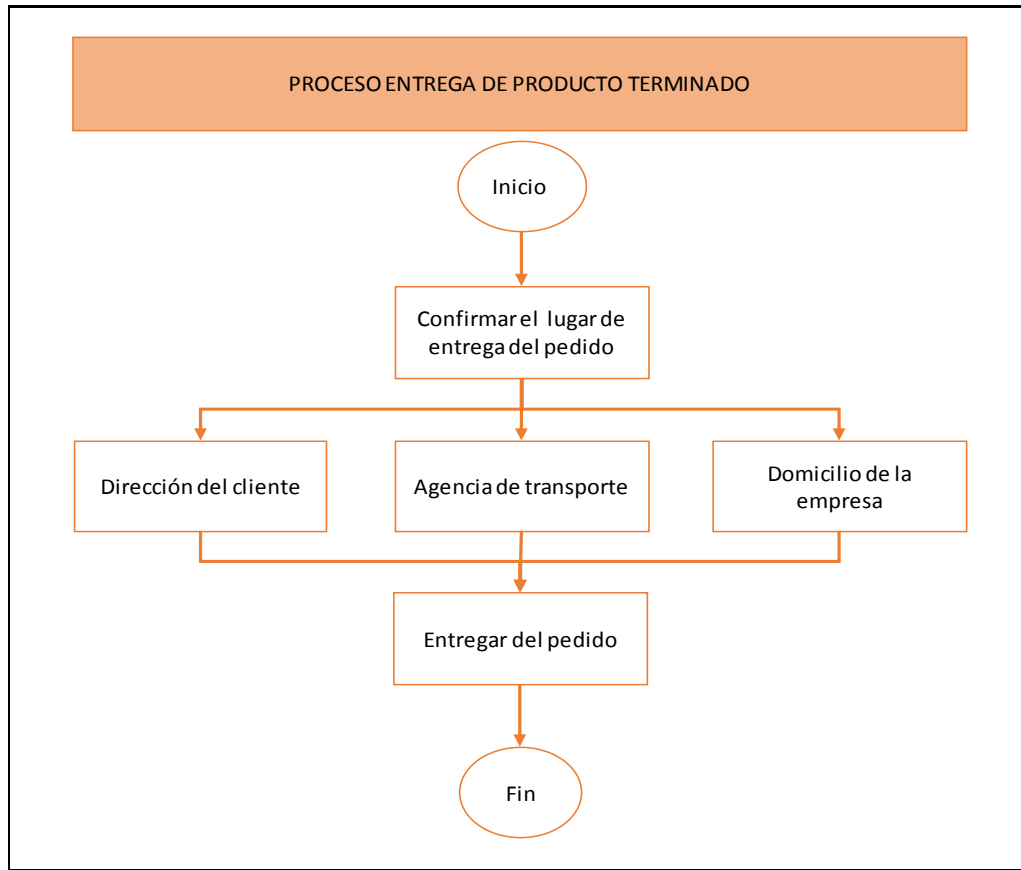 PROCESO ENTREGA DE PRODUCTO TERMINADO
Inicio
Confirmar el lugar de
entrega del pedido
Dirección del cliente
Agencia de transporte
Domicilio de la
empresa
Entregar del pedido
Fin